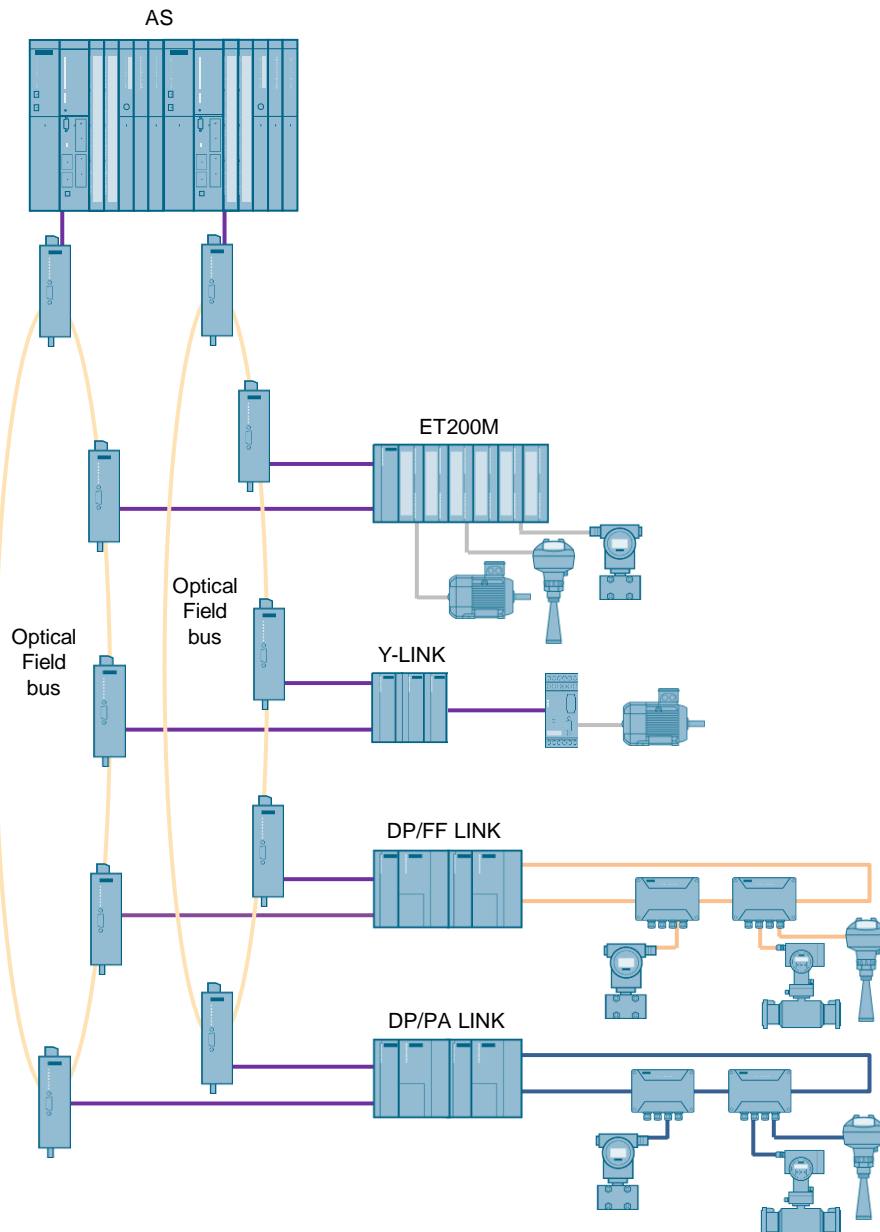 AS
ET200M
Optical
Field
bus
Optical
Field
bus
Y-LINK
DP/FF LINK
DP/PA LINK